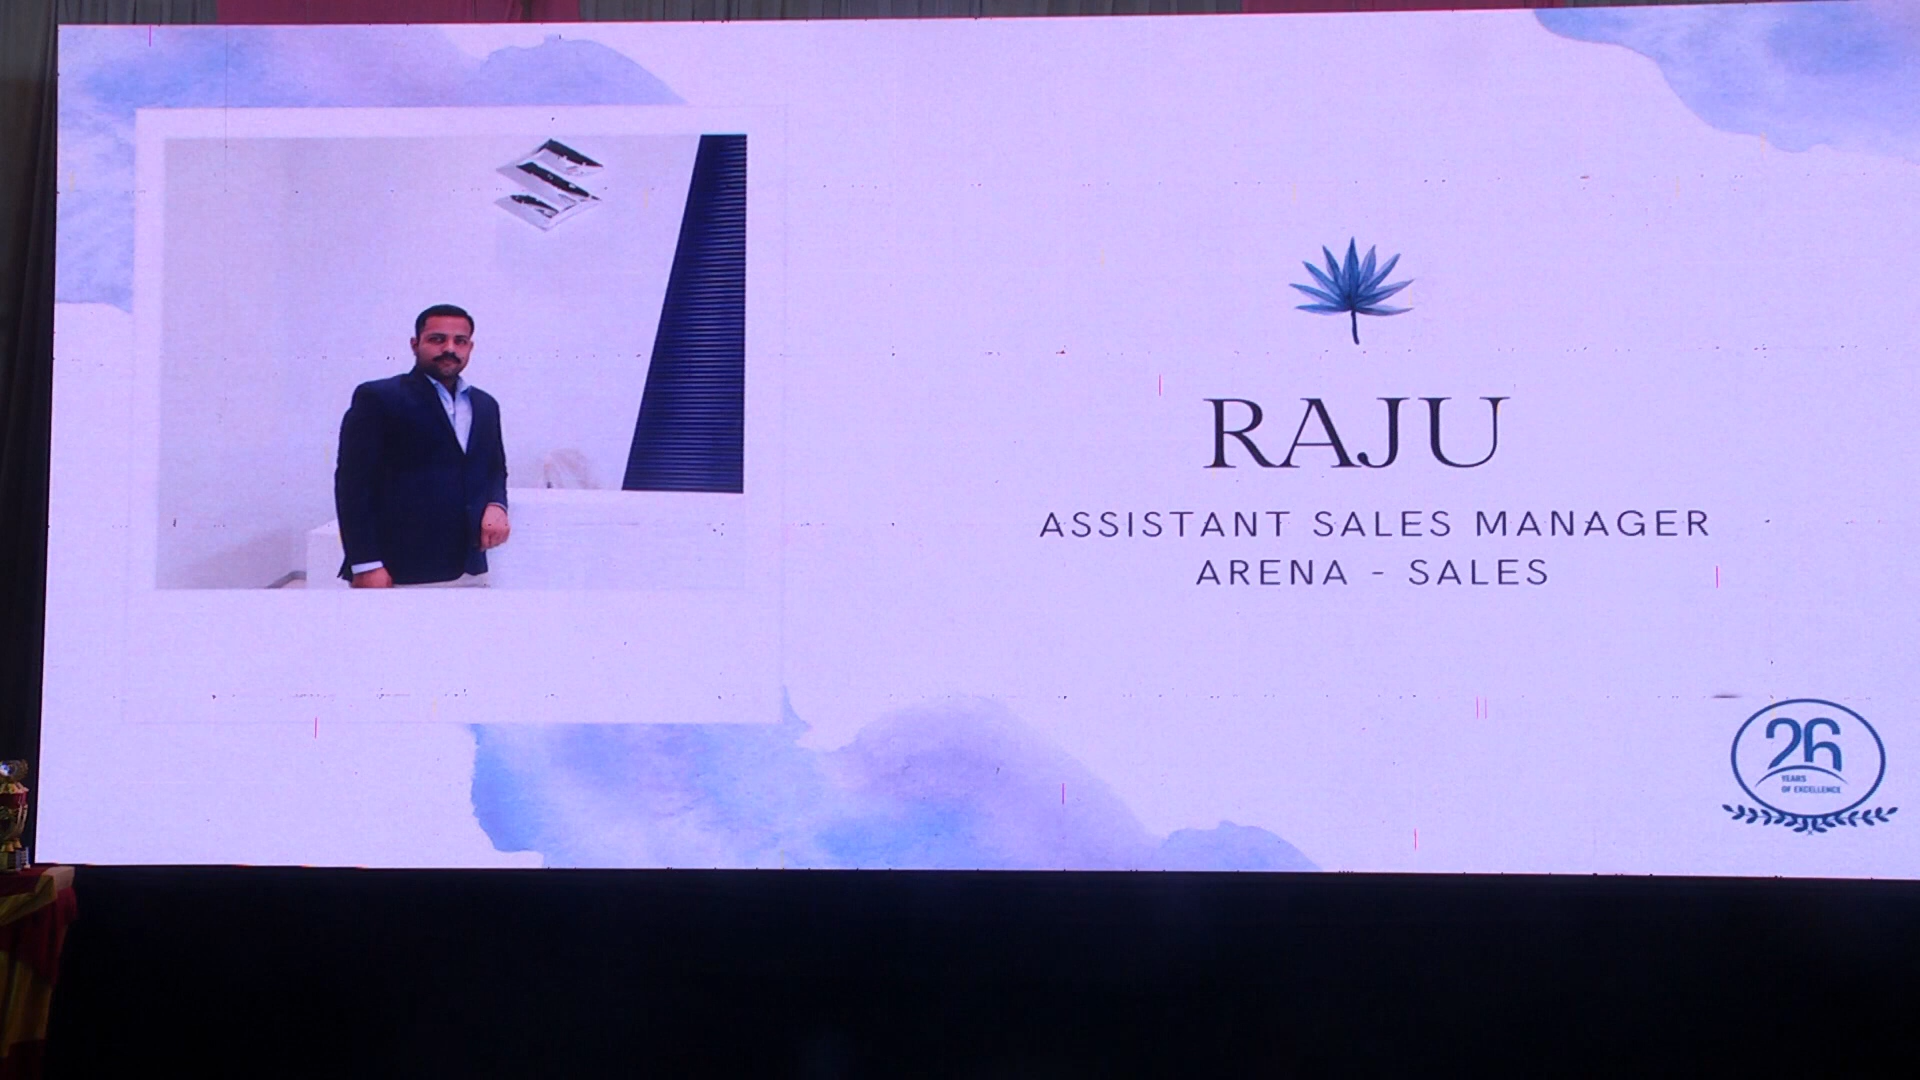 RAJU
ASSISTANT SALES MANAGER
ARENA - SALES
26
YEARS
OF EXCELLENCE